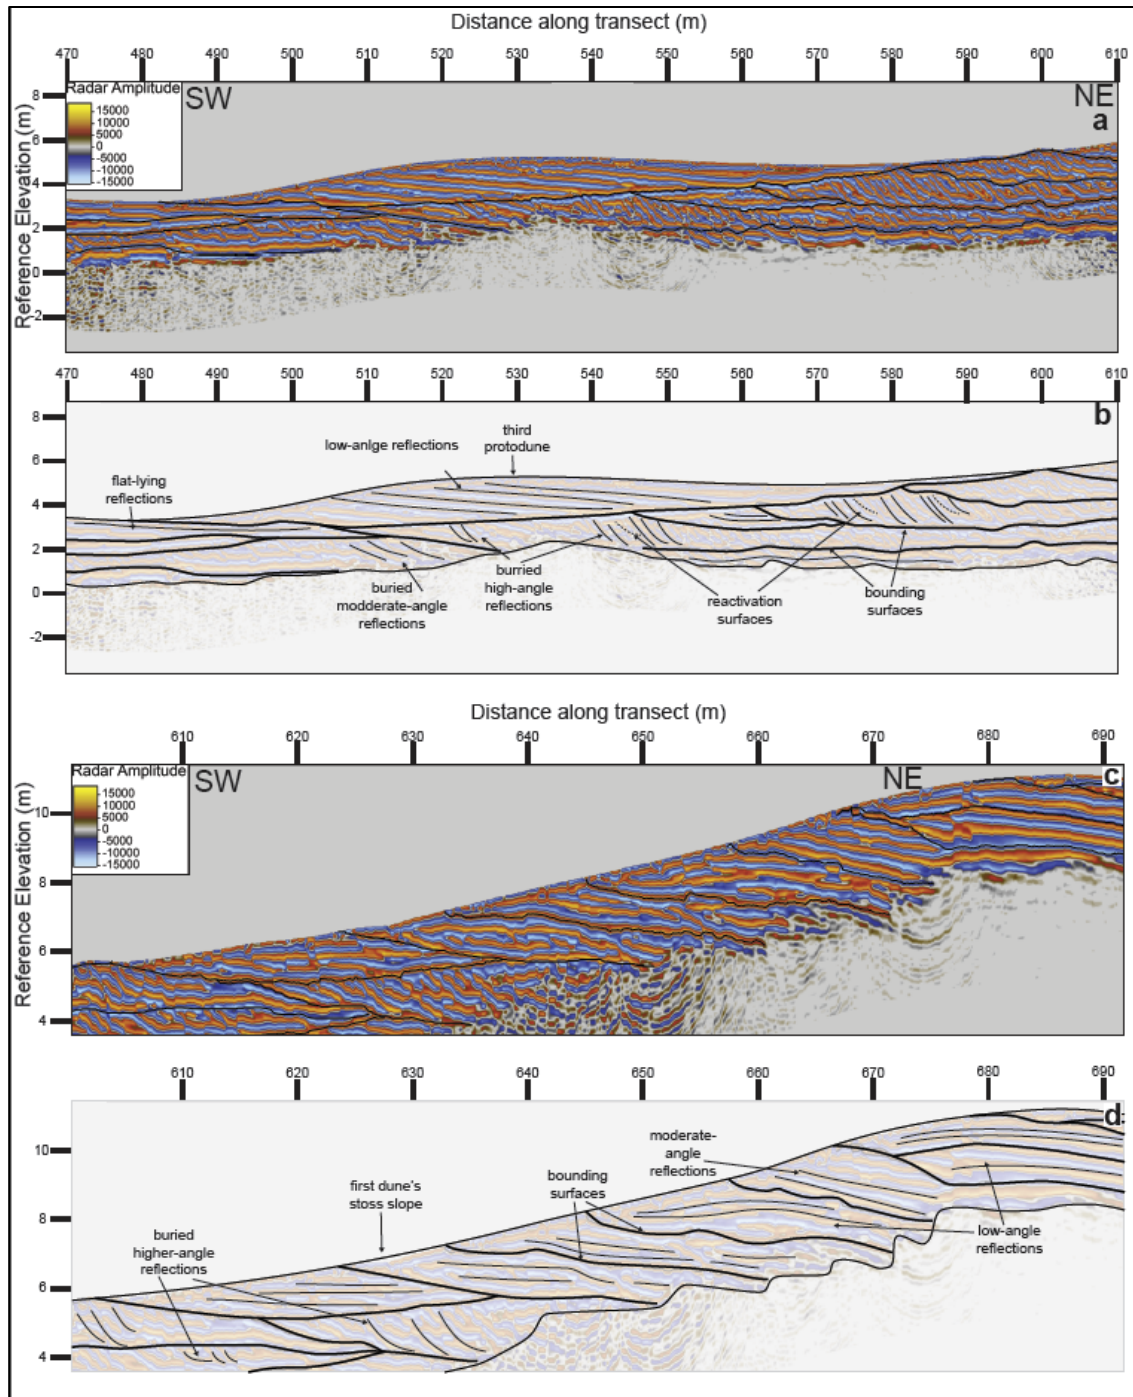 Distance along transect (m)
470 480 490 500 510 520 530 540 550 560 570 580 590 600 610
Radar Amplitude
15000
10000
5000
0
-5000
-10000
-15000
SW
NE
a
Reference Elevation (m)
8
6
4
2
0
-2
470 480 490 500 510 520 530 540 550 560 570 580 590 600 610
b
8
6
4
2
0
-2
third
protodune
low-anlge reflections
flat-lying
reflections
buried
modderate-angle
reflections
burried
high-angle
reflections
reactivation
surfaces
bounding
surfaces
Distance along transect (m)
610 620 630 640 650 660 670 680 690
Radar Amplitude
15000
10000
5000
0
-5000
-10000
-15000
SW
NE
c
Reference Elevation (m)
10
8
6
4
610 620 630 640 650 660 670 680 690
d
10
8
6
4
moderate-
angle
reflections
bounding
surfaces
first dune's
stoss slope
buried
higher-angle
reflections
low-angle
reflections